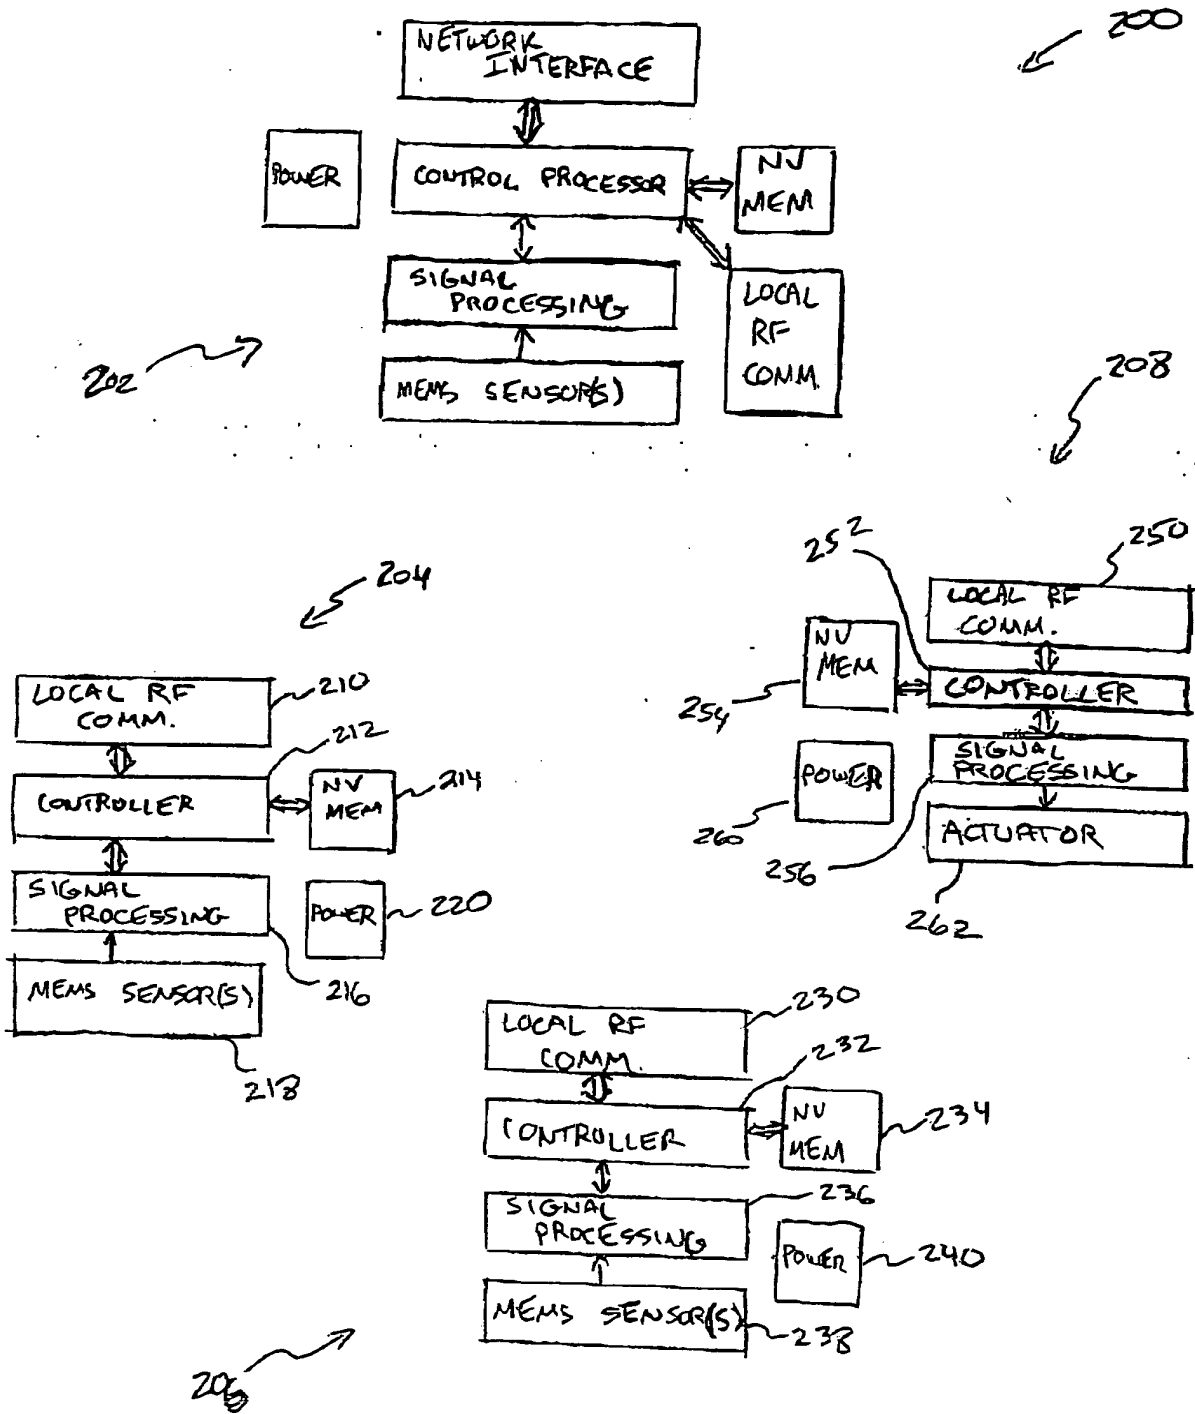 200
NETWORK
INTERFACE
POWER
CONTROL PROCESSOR
NV
MEM
SIGNAL
PROCESSING
LOCAL
RF
COMM.
MEMS SENSOR(S)
202
208
204
LOCAL RF
COMM.
210
212
CONTROLLER
NV
MEM
214
SIGNAL
PROCESSING
POWER
220
216
MEMS SENSOR(S)
218
252
250
LOCAL RF
COMM.
NV
MEM
254
CONTROLLER
SIGNAL
PROCESSING
POWER
260
256
ACTUATOR
262
230
LOCAL RF
COMM.
232
CONTROLLER
NV
MEM
234
236
SIGNAL
PROCESSING
POWER
240
MEMS SENSOR(S)
238
206